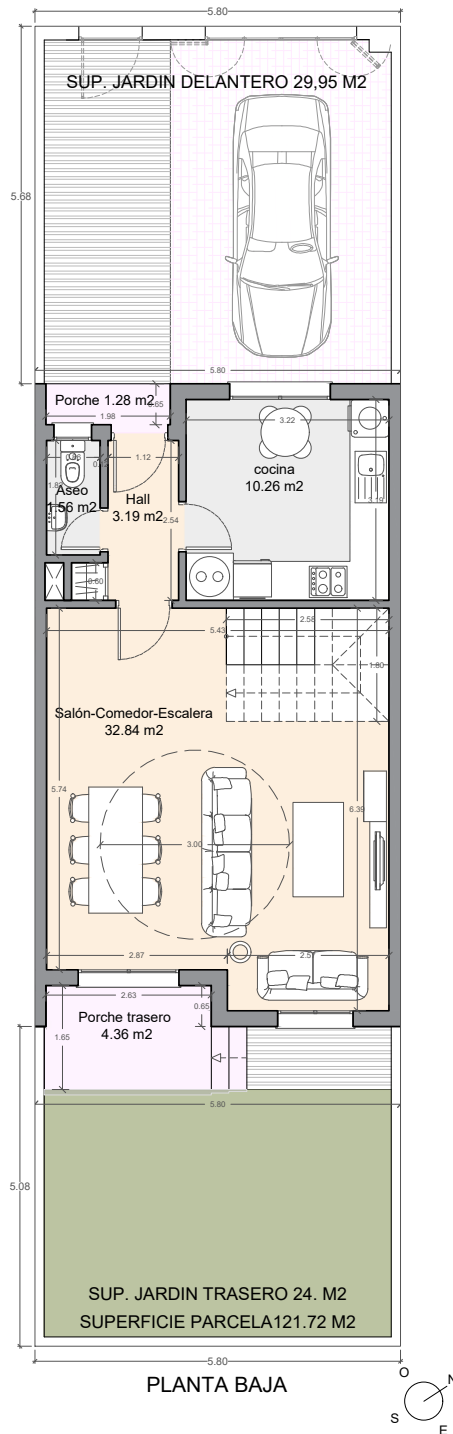 5.80
SUP. JARDIN DELANTERO 29,95 M2
5.68
5.80
Porche 1.28 m2
0.65
1.98
3.22
1.12
cocina
10.26 m2
Aseo
1.56 m2
Hall
3.19 m2
2.54
3.19
0.60
2.58
5.43
1.80
Salón-Comedor-Escalera
32.84 m2
5.74
6.39
3.00
2.87
2.63
0.65
Porche trasero
4.36 m2
1.65
5.80
5.08
SUP. JARDIN TRASERO 24. M2
SUPERFICIE PARCELA121.72 M2
5.80
PLANTA BAJA
O
N
S
E